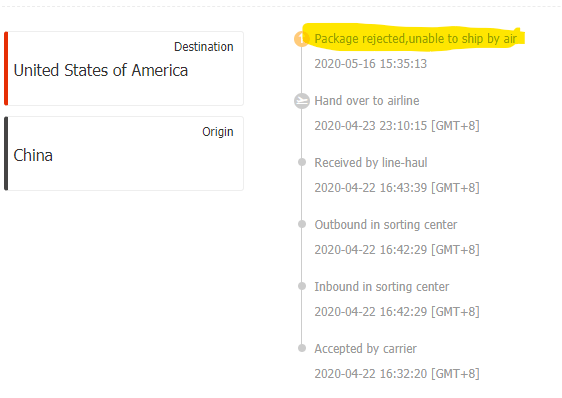 Destination
United States of America
Origin
China
Package rejected,unable to ship by air
2020-05-16 15:35:13
Hand over to airline
2020-04-23 23:10:15 [GMT+8]
Received by line-haul
2020-04-22 16:43:39 [GMT+8]
Outbound in sorting center
2020-04-22 16:42:29 [GMT+8]
Inbound in sorting center
2020-04-22 16:42:29 [GMT+8]
Accepted by carrier
2020-04-22 16:32:20 [GMT+8]